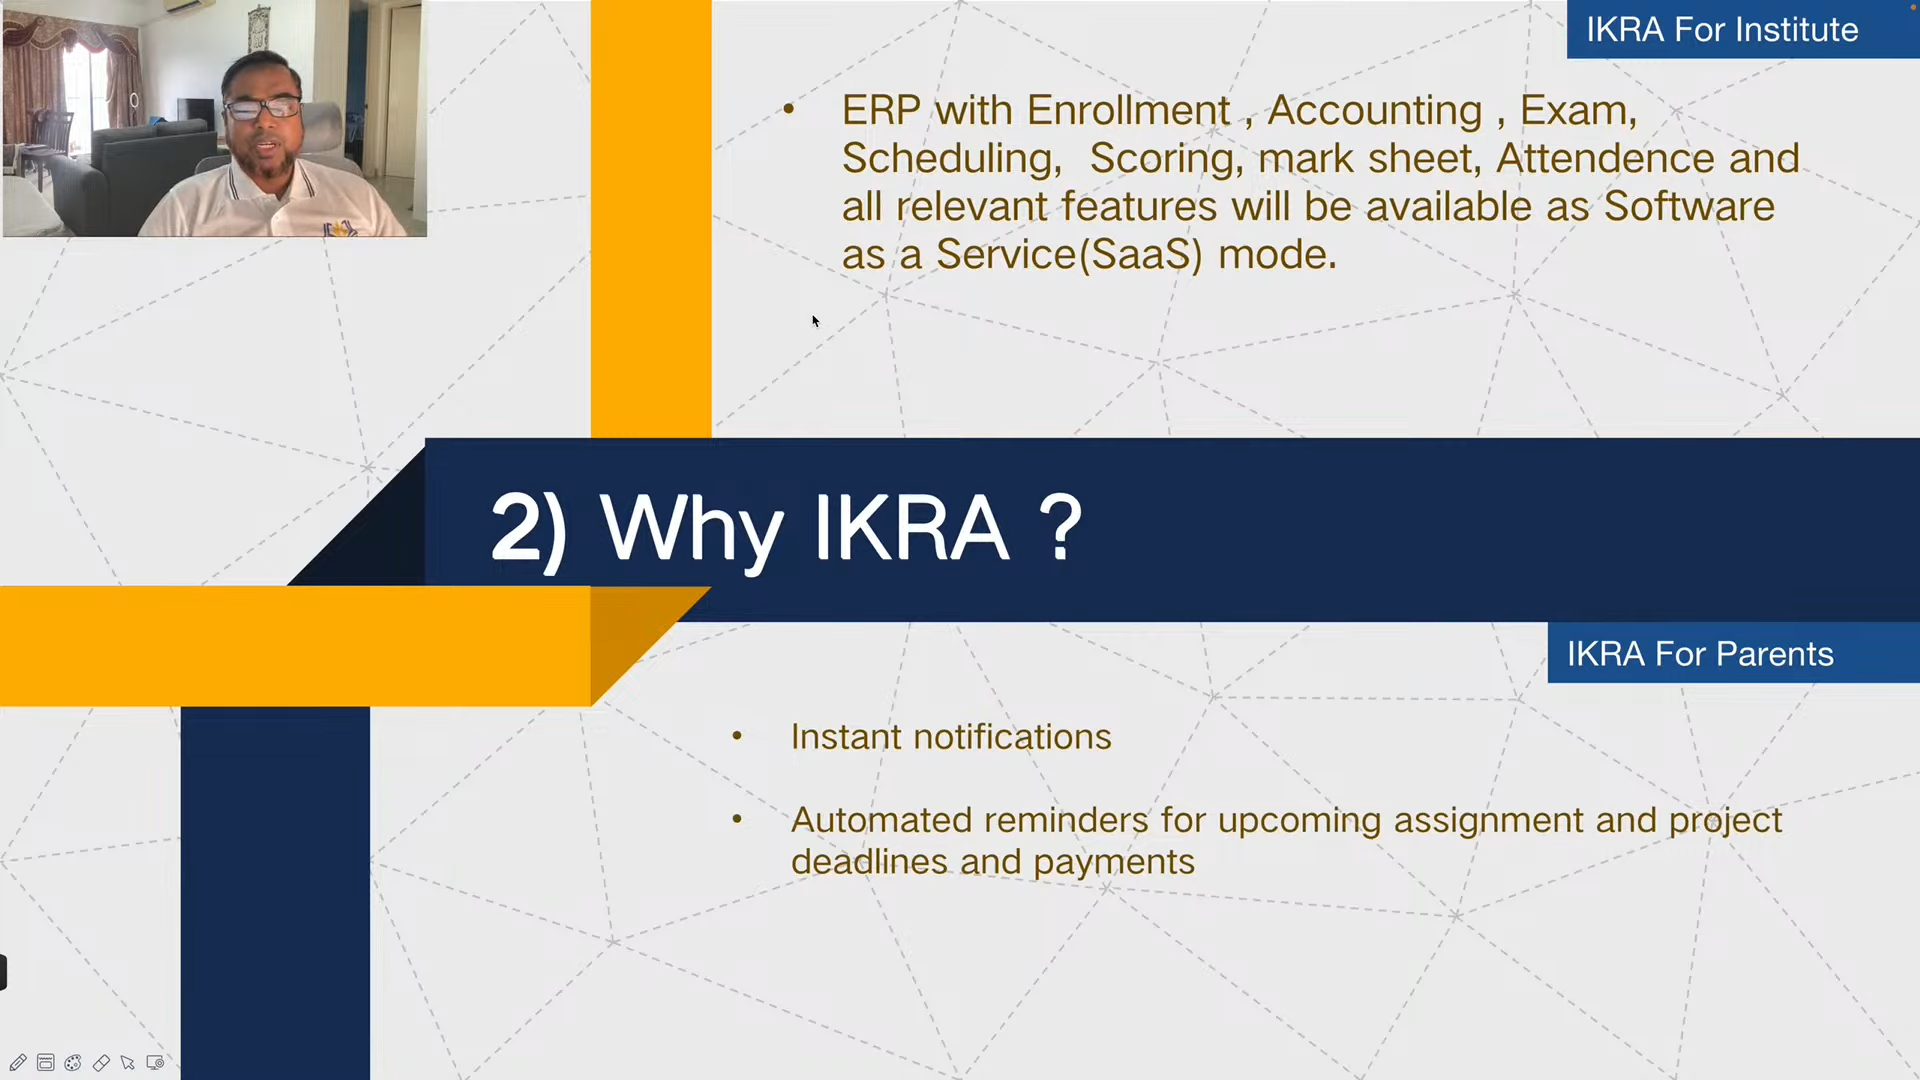 IKRA For Institute
• ERP with Enrollment , Accounting , Exam,
Scheduling,  Scoring, mark sheet, Attendence and
all relevant features will be available as Software
as a Service(SaaS) mode.
2) Why IKRA ?
IKRA For Parents
• Instant notifications
• Automated reminders for upcoming assignment and project
deadlines and payments